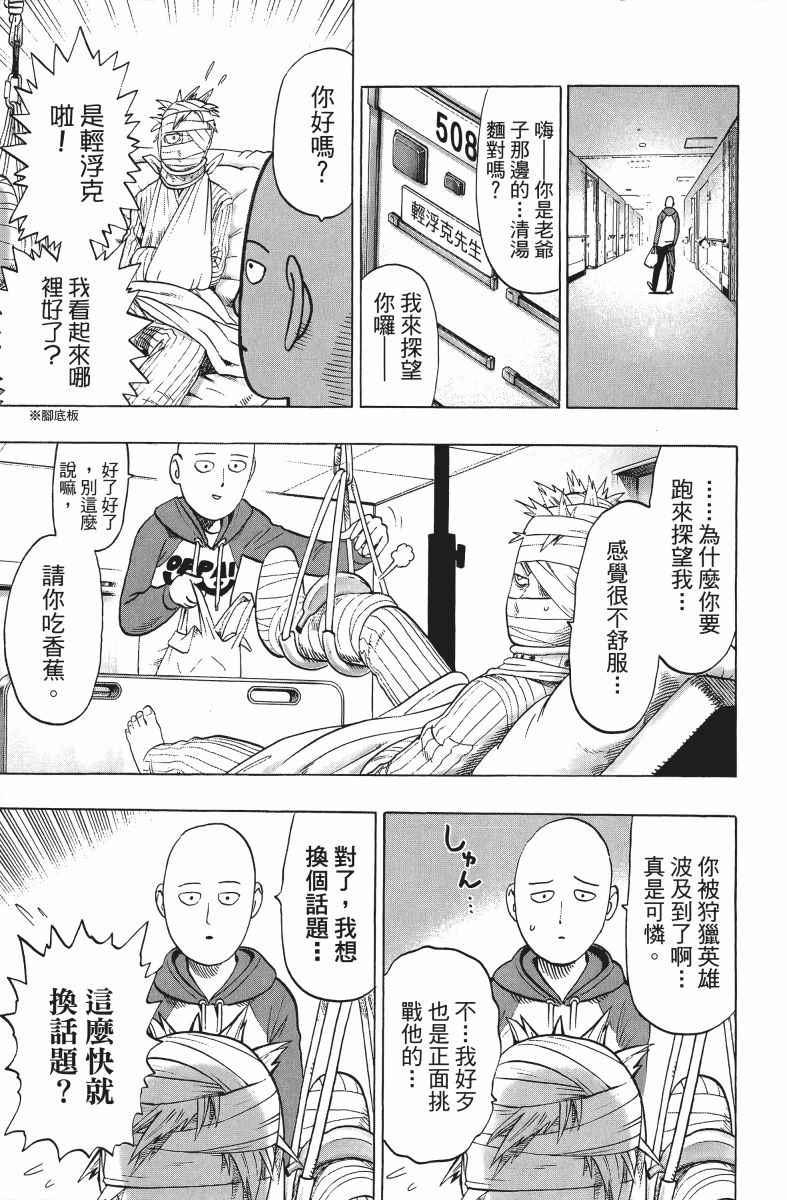 嗨——你是老爺
子那邊的…清湯
麵對嗎？
508
輕浮克先生
我來探望
你囉——
你好嗎？
是輕浮克
啦！
我看起來哪
裡好了？
※腳底板
……為什麼你要
跑來探望我…
感覺很不舒服…
OPPAI
好了好了
，別這麼
說嘛，
請你吃香蕉。
你被狩獵英雄
波及到了啊…
真是可憐。
しゅん…
不…我好歹
也是正面挑
戰他的…
對了，我想
換個話題…
這麼快就
換話題？